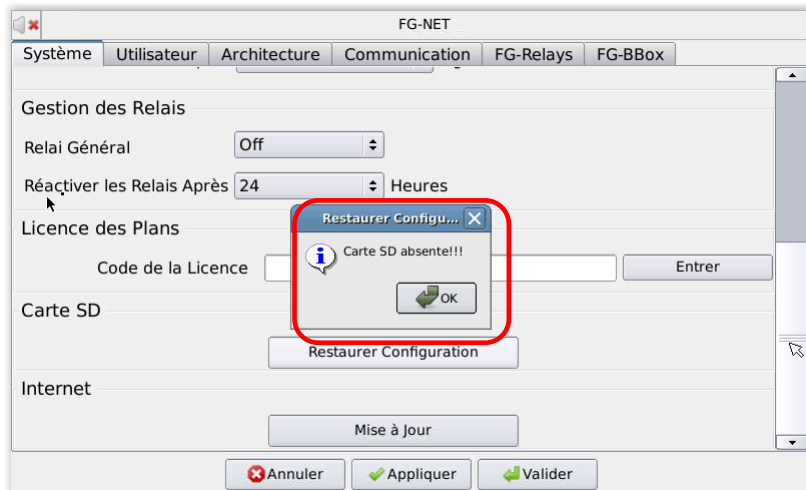 FG-NET
Système Utilisateur Architecture Communication FG-Relays FG-BBox
Gestion des Relais
Relai Général Off
Réactiver les Relais Après 24 Heures
Restaurer Configu...
Licence des Plans
Carte SD absente!!!
Code de la Licence Entrer
OK
Carte SD
Restaurer Configuration
Internet
Mise à Jour
Annuler Appliquer Valider